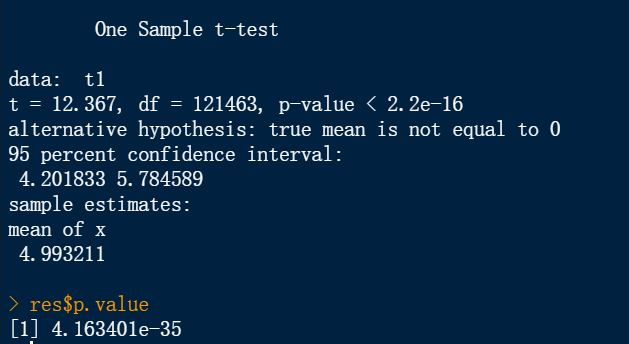 One Sample t-test
data:  t1
t = 12.367, df = 121463, p-value < 2.2e-16
alternative hypothesis: true mean is not equal to 0
95 percent confidence interval:
 4.201833 5.784589
sample estimates:
mean of x
 4.993211
> res$p.value
[1] 4.163401e-35